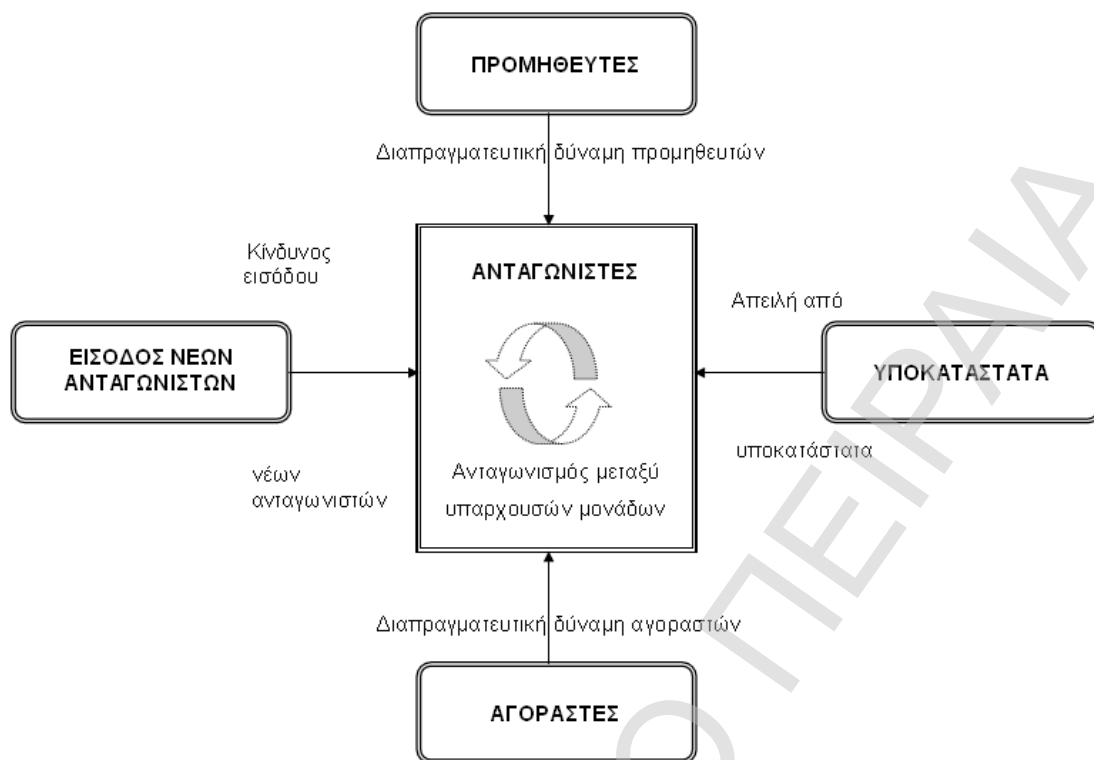 ΠΡΟΜΗΘΕΥΤΕΣ
Διαπραγματευτική δύναμη προμηθευτών
Κίνδυνος
εισόδου
ΑΝΤΑΓΩΝΙΣΤΕΣ
Απειλή από
ΕΙΣΟΔΟΣ ΝΕΩΝ
ΑΝΤΑΓΩΝΙΣΤΩΝ
ΥΠΟΚΑΤΑΣΤΑΤΑ
υποκατάστατα
Ανταγωνισμός μεταξύ
υπαρχουσών μονάδων
νέων
ανταγωνιστών
Διαπραγματευτική δύναμη αγοραστών
ΑΓΟΡΑΣΤΕΣ
Ο ΠΕΙΡΑΙΑ